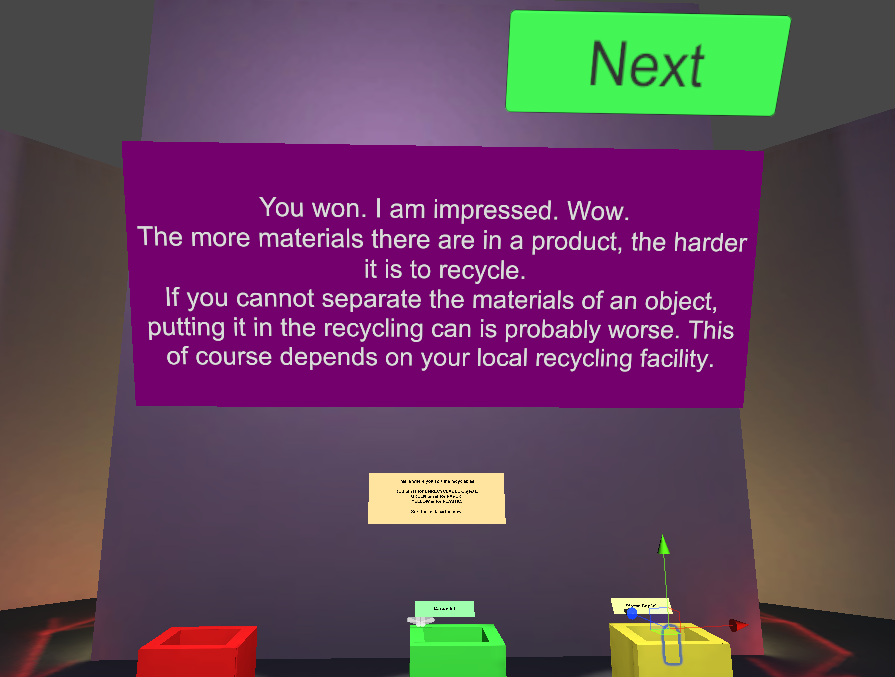 Next
You won. I am impressed. Wow.
The more materials there are in a product, the harder
it is to recycle.
If you cannot separate the materials of an object,
putting it in the recycling can is probably worse. This
of course depends on your local recycling facility.